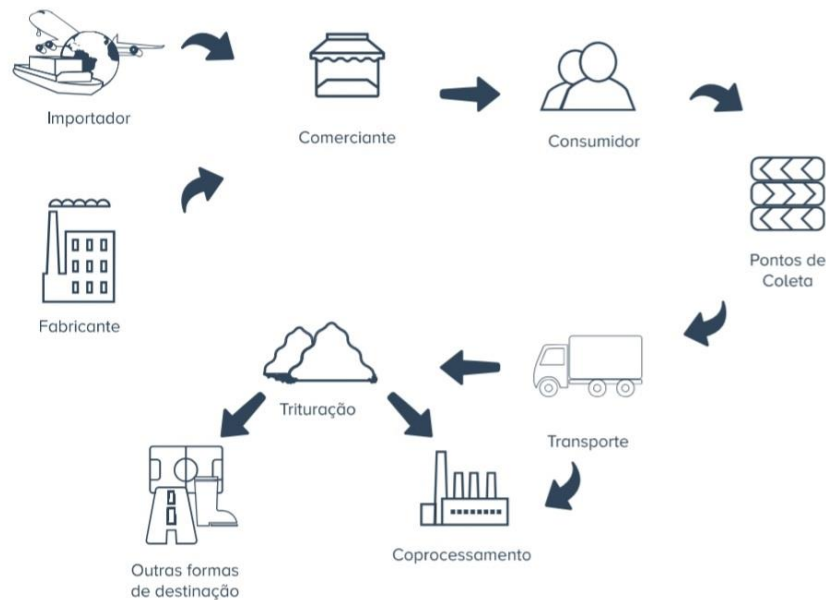 Importador
Comerciante
Consumidor
Pontos de
Coleta
Fabricante
Trituração
Transporte
Coprocessamento
Outras formas
de destinação